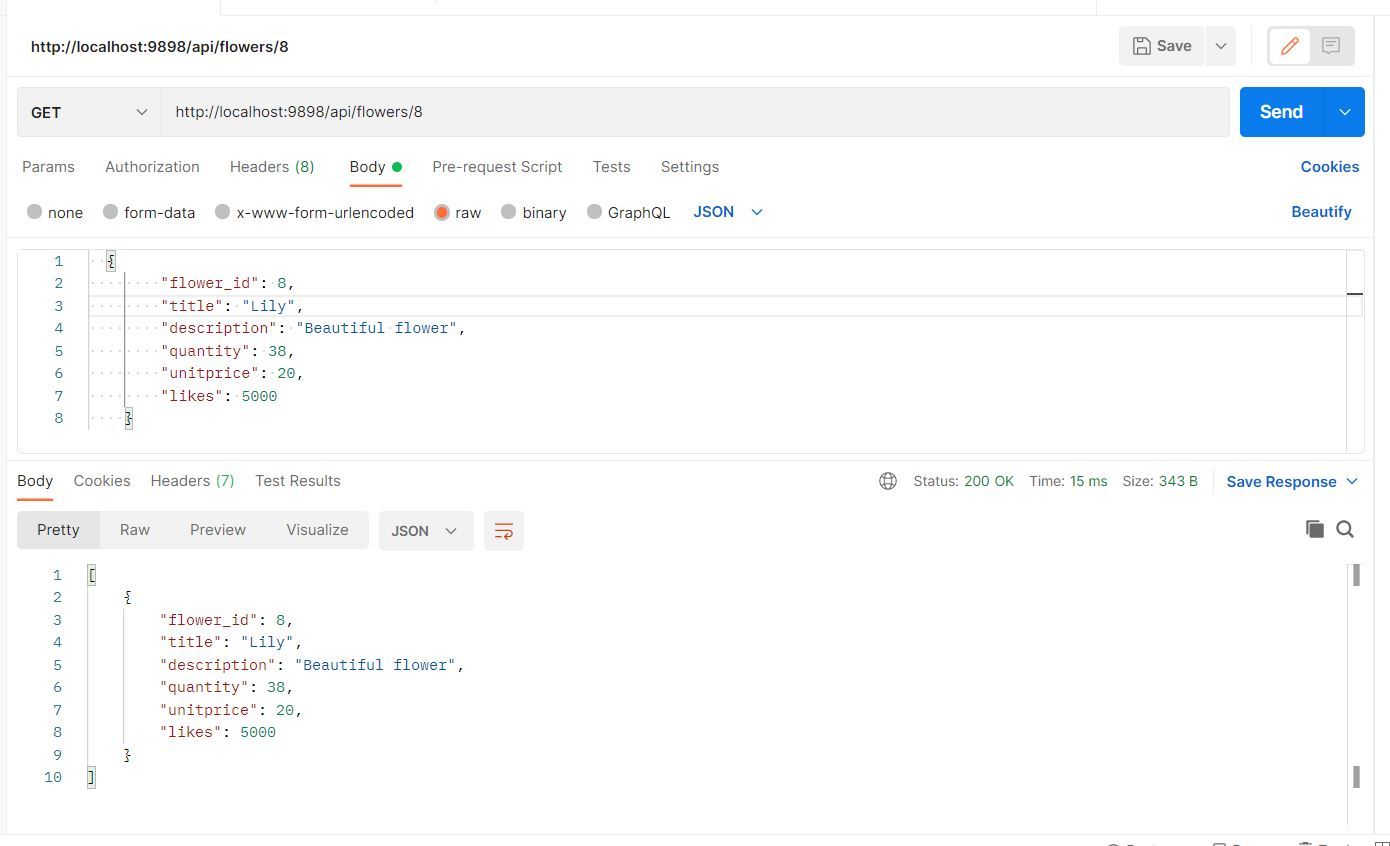 http://localhost:9898/api/flowers/8
Save
GET
http://localhost:9898/api/flowers/8
Send
Params Authorization Headers (8) Body Pre-request Script Tests Settings Cookies
none form-data x-www-form-urlencoded raw binary GraphQL JSON Beautify
1 {
2 "flower_id": 8,
3 "title": "Lily",
4 "description": "Beautiful flower",
5 "quantity": 38,
6 "unitprice": 20,
7 "likes": 5000
8 }
Body Cookies Headers (7) Test Results Status: 200 OK Time: 15 ms Size: 343 B Save Response
Pretty Raw Preview Visualize JSON
1 [
2 {
3 "flower_id": 8,
4 "title": "Lily",
5 "description": "Beautiful flower",
6 "quantity": 38,
7 "unitprice": 20,
8 "likes": 5000
9 }
10 ]